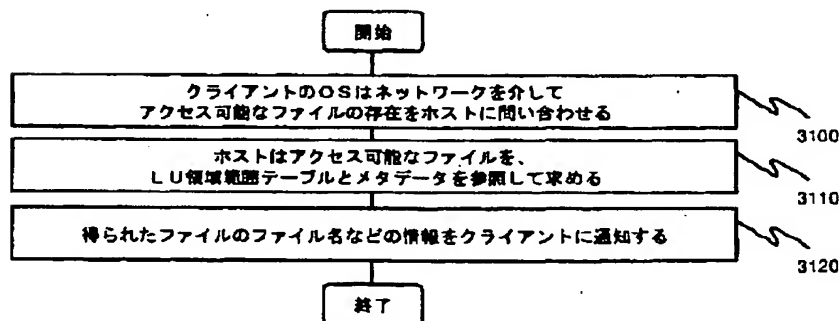 開始
クライアントのOSはネットワークを介して
アクセス可能なファイルの存在をホストに問い合わせる
3100
ホストはアクセス可能なファイルを、
LU領域範囲テーブルとメタデータを参照して求める
3110
得られたファイルのファイル名などの情報をクライアントに通知する
3120
終了